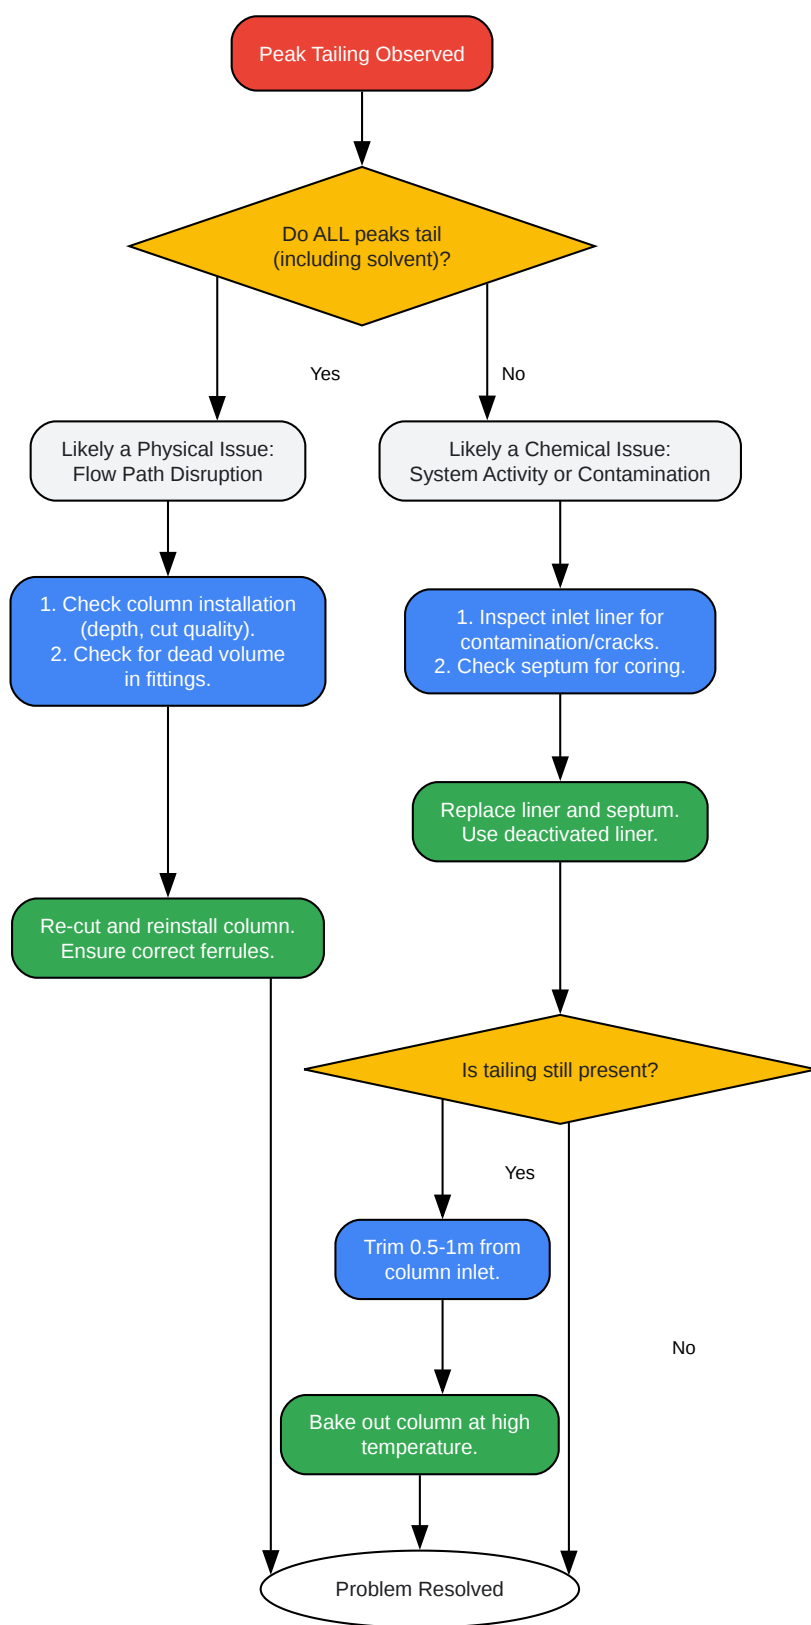 Peak Tailing Observed
Do ALL peaks tail
(including solvent)?
Yes
No
Likely a Physical Issue:
Flow Path Disruption
Likely a Chemical Issue:
System Activity or Contamination
1. Check column installation
(depth, cut quality).
2. Check for dead volume
in fittings.
1. Inspect inlet liner for
contamination/cracks.
2. Check septum for coring.
Replace liner and septum.
Use deactivated liner.
Re-cut and reinstall column.
Ensure correct ferrules.
Is tailing still present?
Yes
Trim 0.5-1m from
column inlet.
No
Bake out column at high
temperature.
Problem Resolved